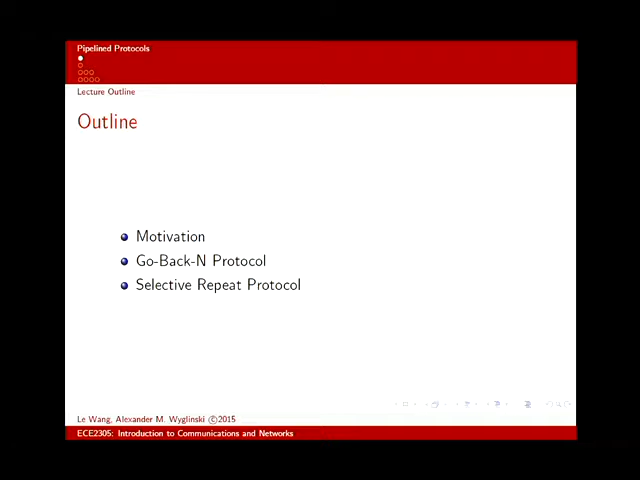 Pipelined Protocols
Lecture Outline
Outline
Motivation
Go-Back-N Protocol
Selective Repeat Protocol
Le Wang, Alexander M. Wyglinski ©2015
ECE2305: Introduction to Communications and Networks